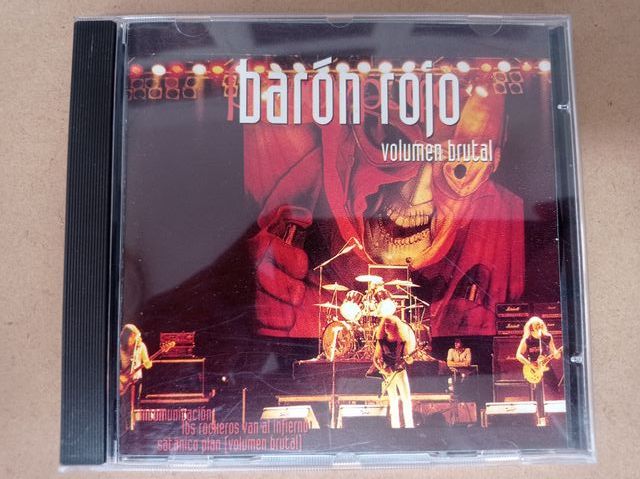 barón rojo
volumen brutal
incomunicación
los rockeros van al infierno
satánico plan (volumen brutal)